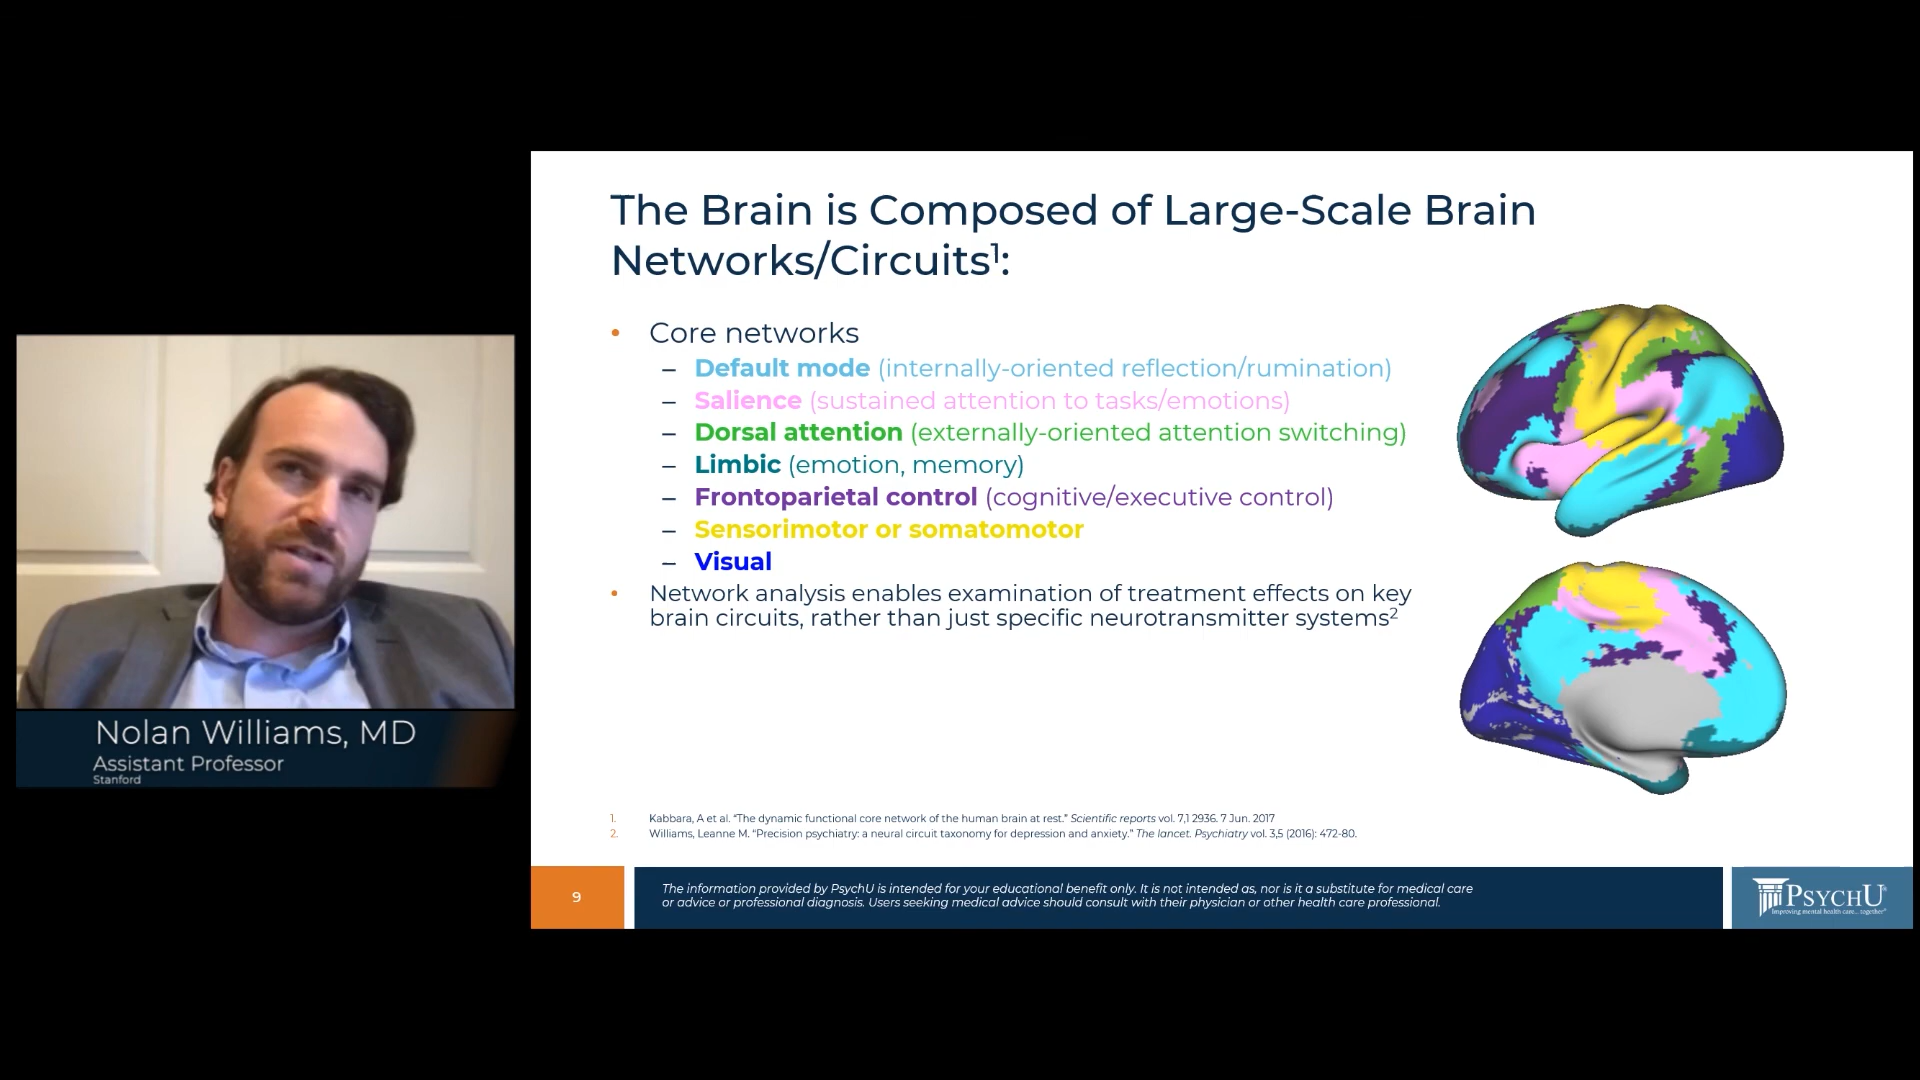 The Brain is Composed of Large-Scale Brain
Networks/Circuits¹:
• Core networks
– Default mode (internally-oriented reflection/rumination)
– Salience (sustained attention to tasks/emotions)
– Dorsal attention (externally-oriented attention switching)
– Limbic (emotion, memory)
– Frontoparietal control (cognitive/executive control)
– Sensorimotor or somatomotor
– Visual
• Network analysis enables examination of treatment effects on key
brain circuits, rather than just specific neurotransmitter systems²
Nolan Williams, MD
Assistant Professor
Stanford
1. Kabbara, A et al. “The dynamic functional core network of the human brain at rest.” Scientific reports vol. 7,1 2936. 7 Jun. 2017
2. Williams, Leanne M. “Precision psychiatry: a neural circuit taxonomy for depression and anxiety.” The lancet. Psychiatry vol. 3,5 (2016): 472-80.
9
The information provided by PsychU is intended for your educational benefit only. It is not intended as, nor is it a substitute for medical care
or advice or professional diagnosis. Users seeking medical advice should consult with their physician or other health care professional.
PSYCHU®
Improving mental health care... together®